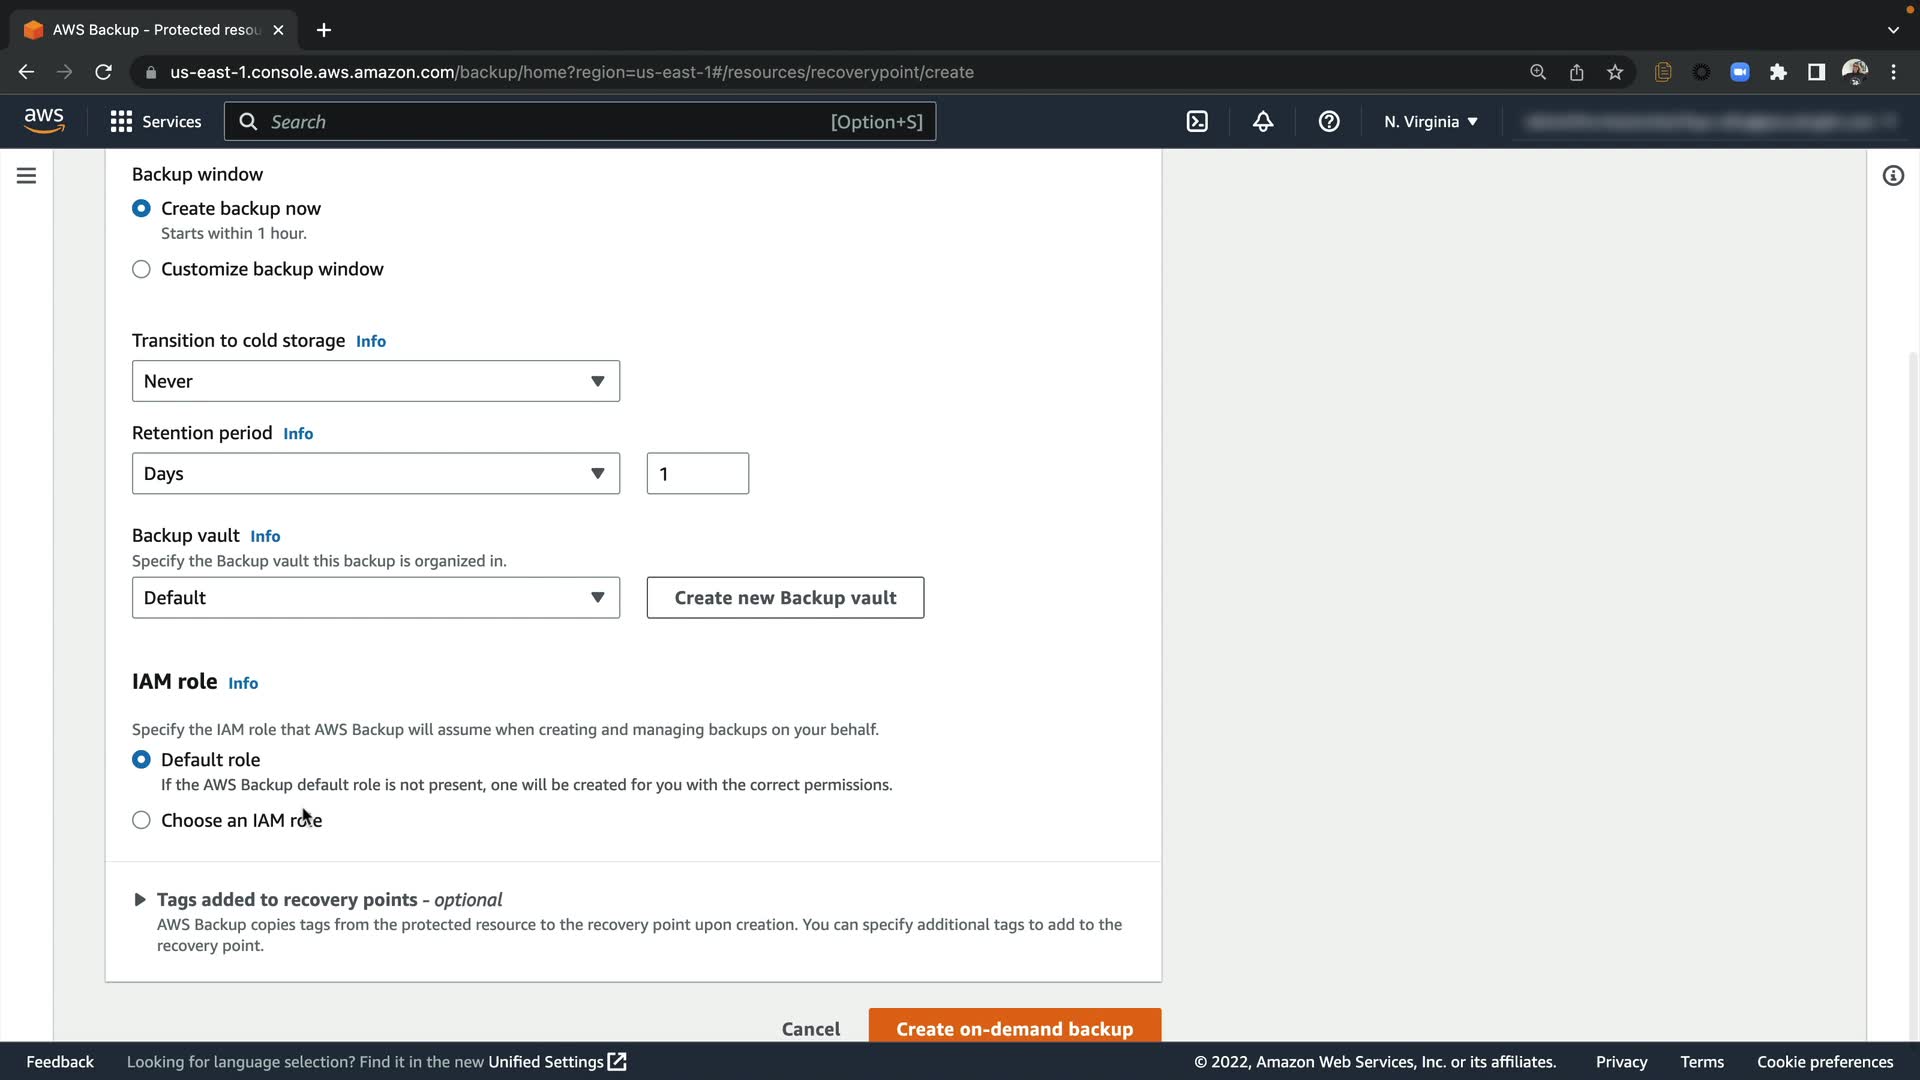 AWS Backup - Protected resou
us-east-1.console.aws.amazon.com/backup/home?region=us-east-1#/resources/recoverypoint/create
aws
Services
Search
[Option+S]
N. Virginia
Backup window
Create backup now
Starts within 1 hour.
Customize backup window
Transition to cold storage Info
Never
Retention period Info
Days
1
Backup vault Info
Specify the Backup vault this backup is organized in.
Default
Create new Backup vault
IAM role Info
Specify the IAM role that AWS Backup will assume when creating and managing backups on your behalf.
Default role
If the AWS Backup default role is not present, one will be created for you with the correct permissions.
Choose an IAM role
Tags added to recovery points - optional
AWS Backup copies tags from the protected resource to the recovery point upon creation. You can specify additional tags to add to the
recovery point.
Cancel
Create on-demand backup
Feedback
Looking for language selection? Find it in the new Unified Settings
© 2022, Amazon Web Services, Inc. or its affiliates.
Privacy
Terms
Cookie preferences